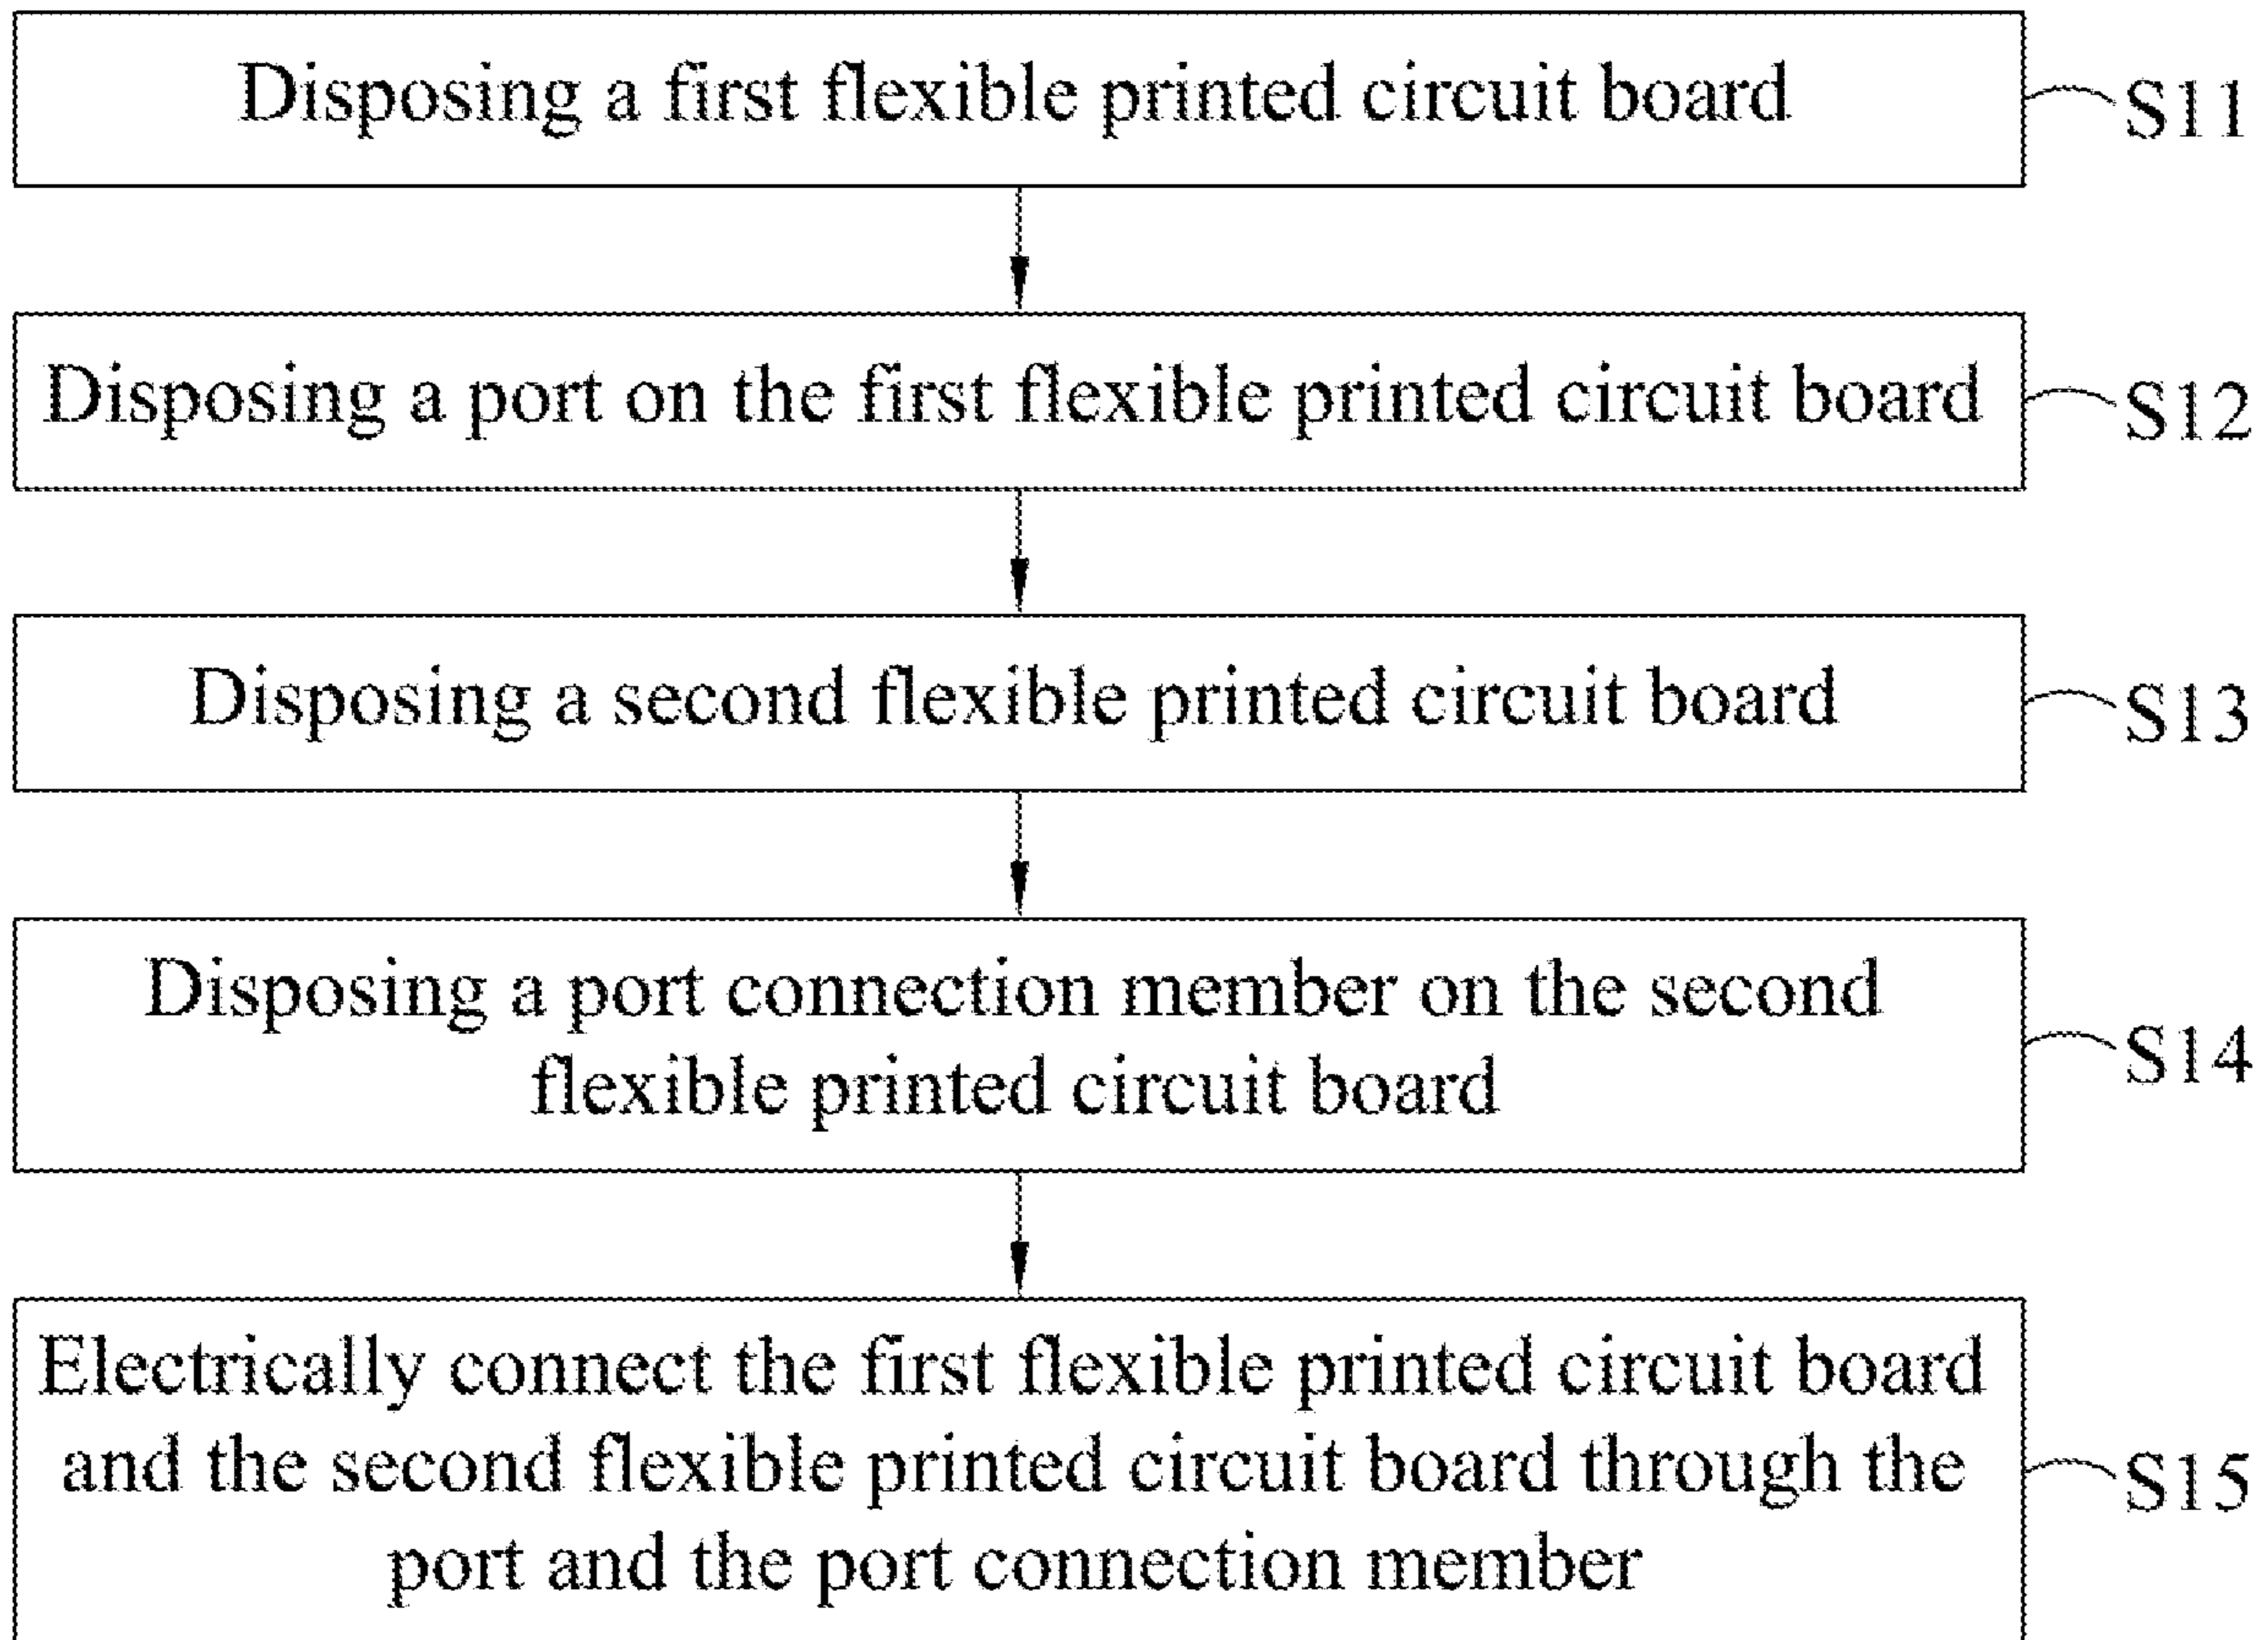 Disposing a first flexible printed circuit board
S11
Disposing a port on the first flexible printed circuit board
S12
Disposing a second flexible printed circuit board
S13
Disposing a port connection member on the second
flexible printed circuit board
S14
Electrically connect the first flexible printed circuit board
and the second flexible printed circuit board through the
port and the port connection member
S15